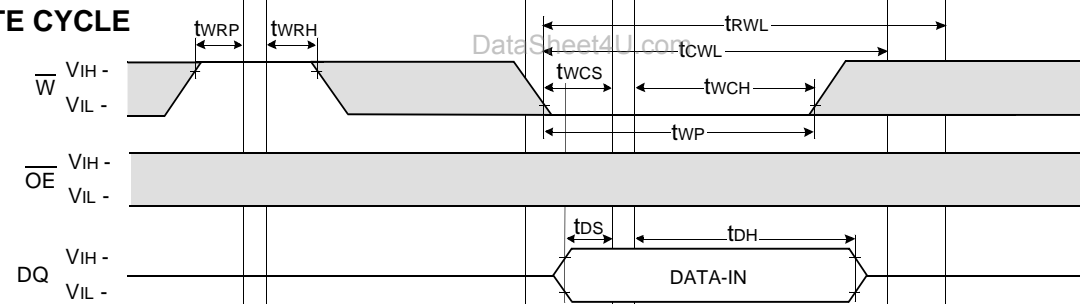 TE CYCLE
tWRP
tWRH
tRWL
DataSheet4U.com
tCWL
tWCS
tWCH
tWP
W
VIH -
VIL -
OE
VIH -
VIL -
tDS
tDH
DQ
VIH -
VIL -
DATA-IN